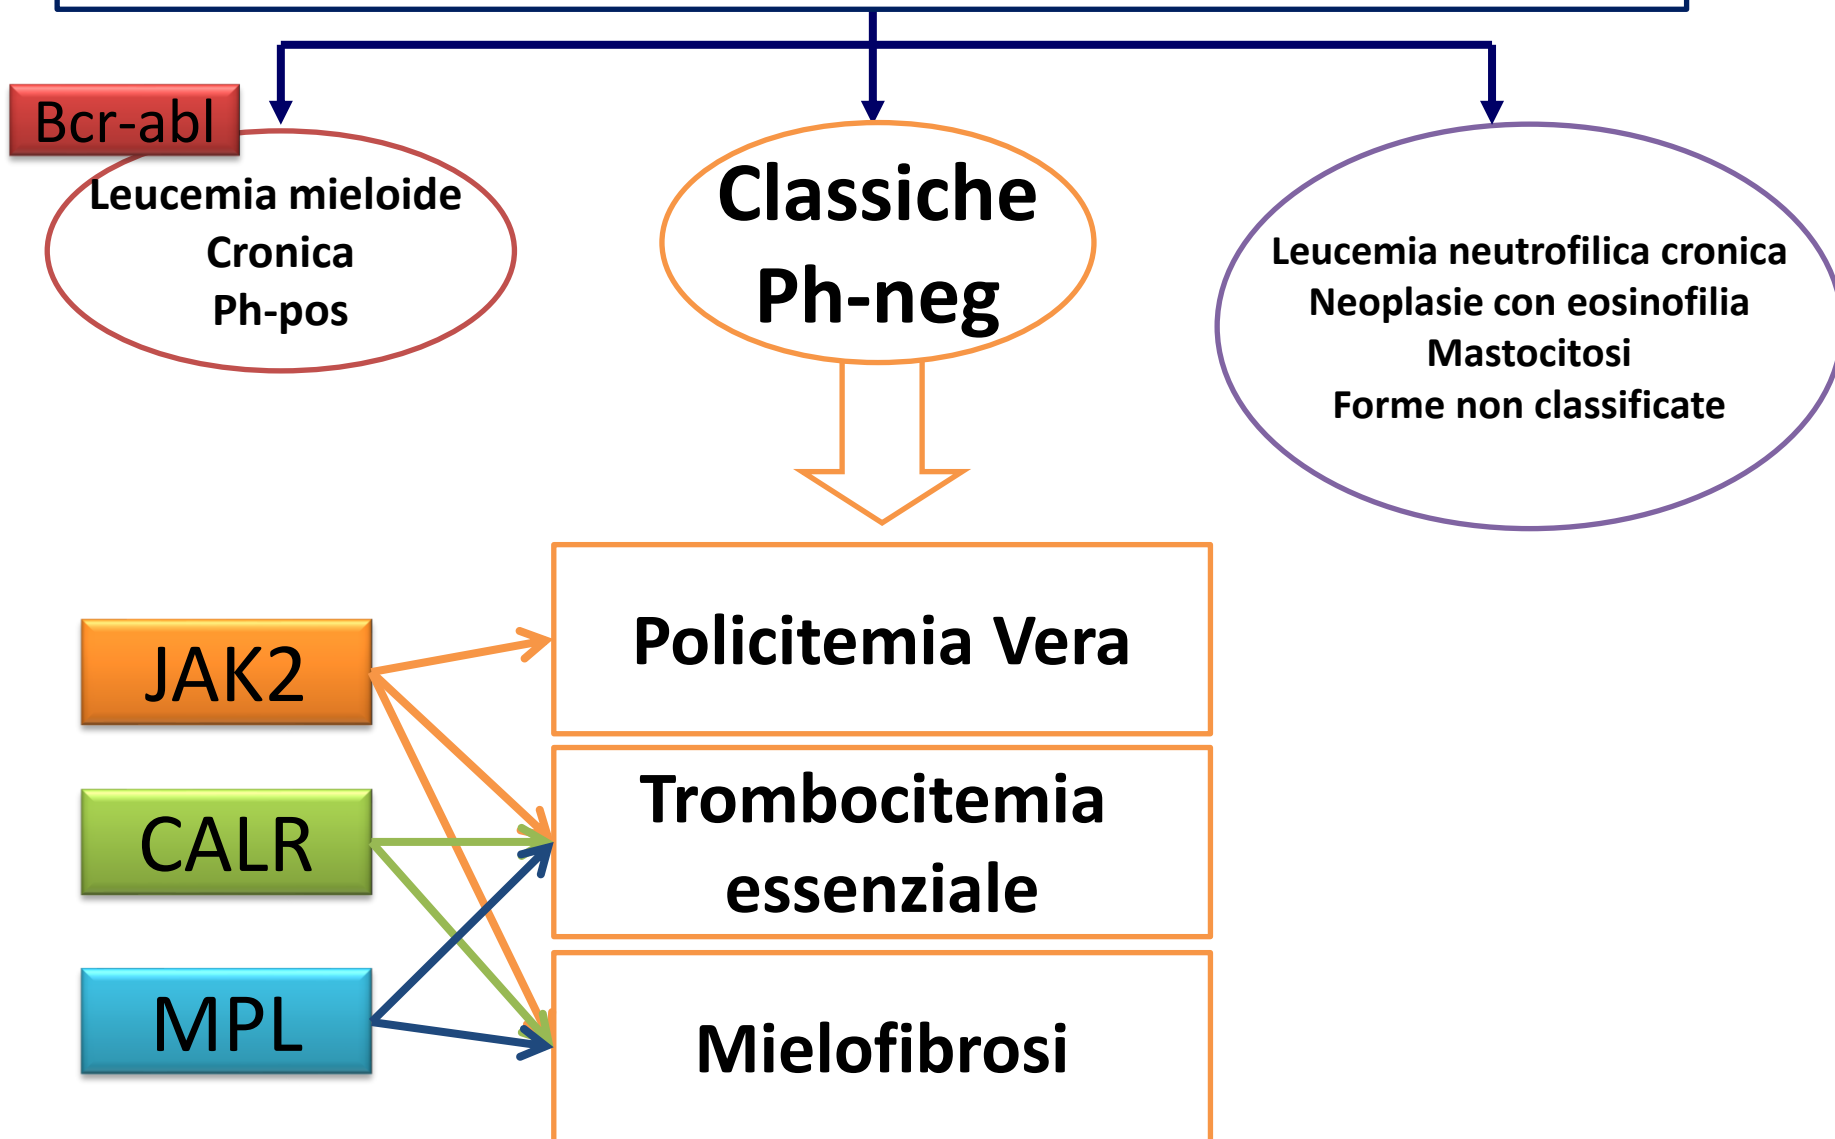 Bcr-abl
Leucemia mieloide
Cronica
Ph-pos
Classiche
Ph-neg
Leucemia neutrofilica cronica
Neoplasie con eosinofilia
Mastocitosi
Forme non classificate
JAK2
CALR
MPL
Policitemia Vera
Trombocitemia
essenziale
Mielofibrosi